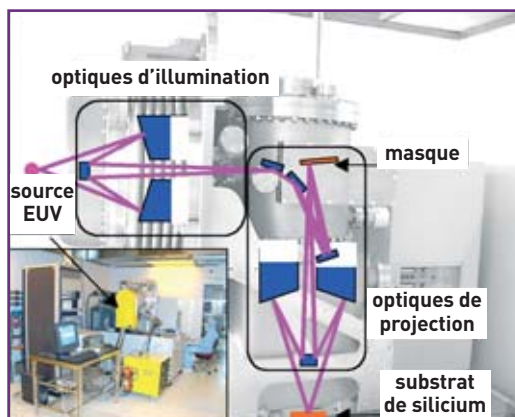 optiques d’illumination
masque
source
EUV
optiques de
projection
substrat
de silicium